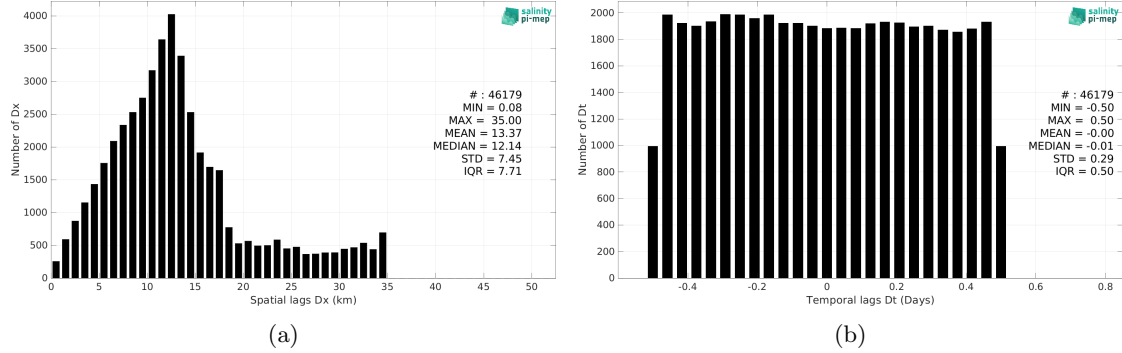 4000
3500
3000
2500
2000
1500
1000
500
0
Number of Dx
salinity
pi-mep
# : 46179
MIN = 0.08
MAX = 35.00
MEAN = 13.37
MEDIAN = 12.14
STD = 7.45
IQR = 7.71
0 5 10 15 20 25 30 35 40 45 50
Spatial lags Dx (km)
(a)
2000
1800
1600
1400
1200
1000
800
600
400
200
0
Number of Dt
salinity
pi-mep
# : 46179
MIN = -0.50
MAX = 0.50
MEAN = -0.00
MEDIAN = -0.01
STD = 0.29
IQR = 0.50
-0.4 -0.2 0 0.2 0.4 0.6 0.8
Temporal lags Dt (Days)
(b)